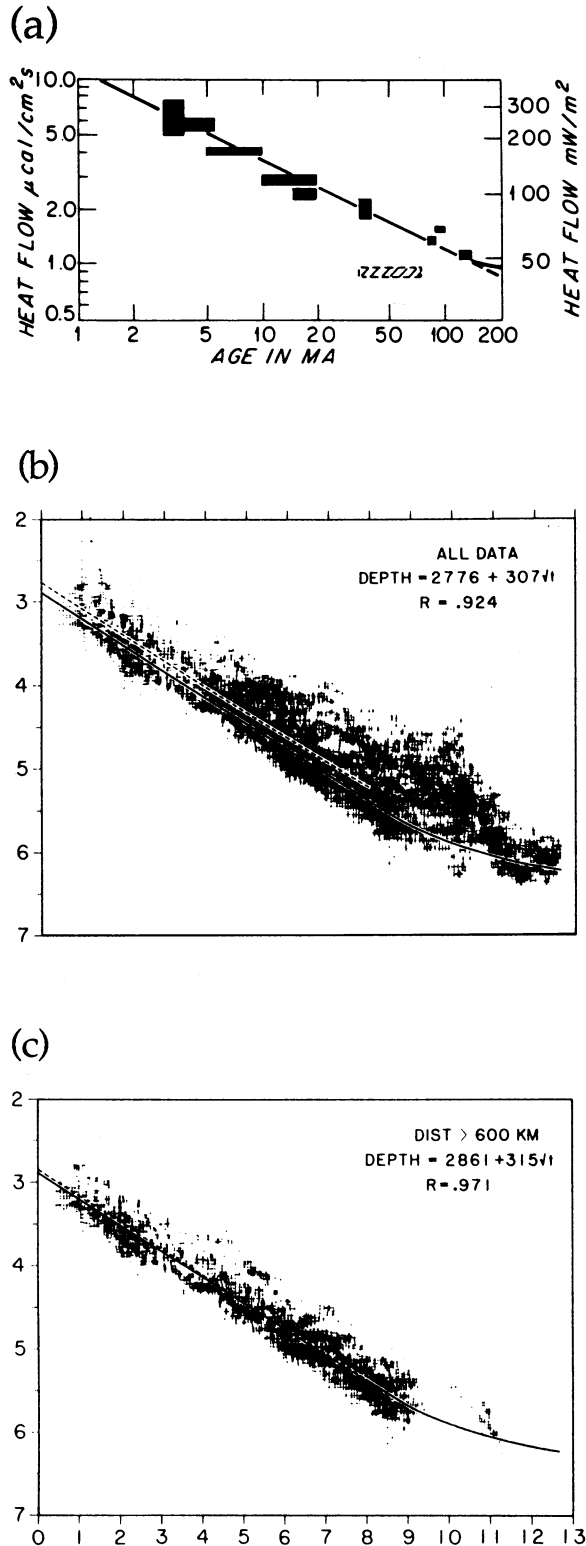 (a)
HEAT FLOW μcal/cm²s
10.0
5.0
2.0
1.0
0.5
HEAT FLOW mW/m²
300
200
100
50
1 2 5 10 20 50 100 200
AGE IN MA
(b)
2
3
4
5
6
7
ALL DATA
DEPTH = 2776 + 307√t
R = .924
(c)
2
3
4
5
6
7
DIST > 600 KM
DEPTH = 2861 +315√t
R=.971
0 1 2 3 4 5 6 7 8 9 10 11 12 13